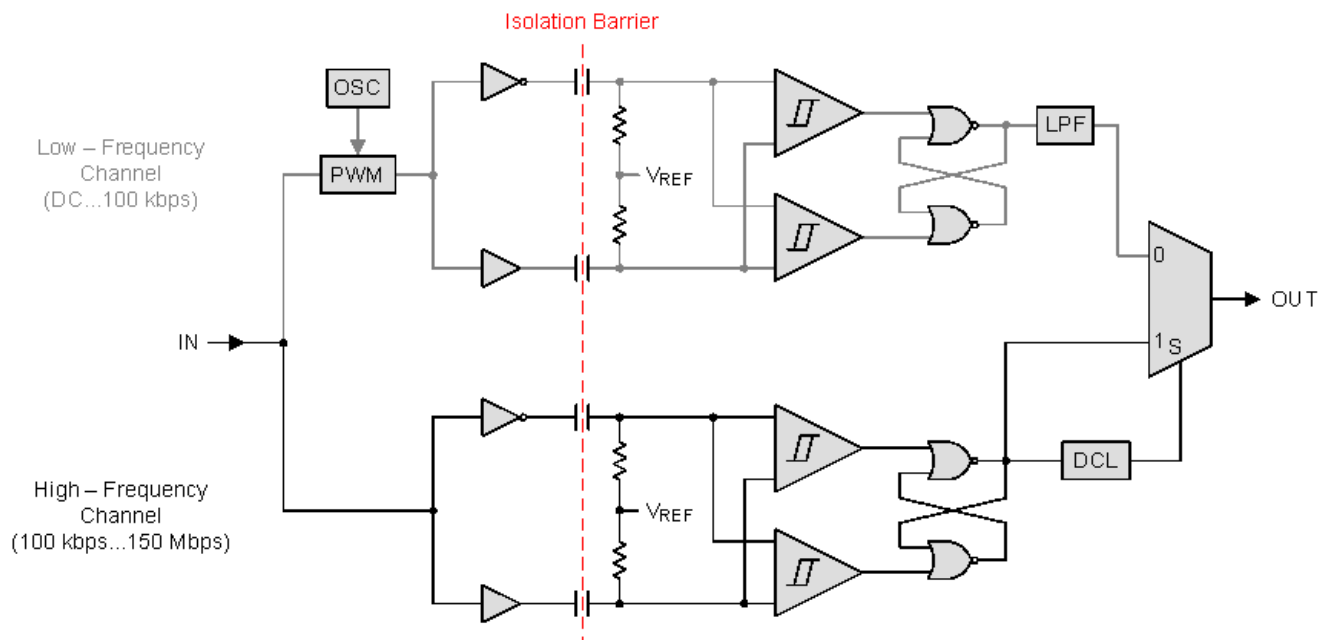 Isolation Barrier
OSC
Low – Frequency
Channel
(DC...100 kbps)
PWM
VREF
LPF
0
1
S
OUT
IN
High – Frequency
Channel
(100 kbps...150 Mbps)
VREF
DCL